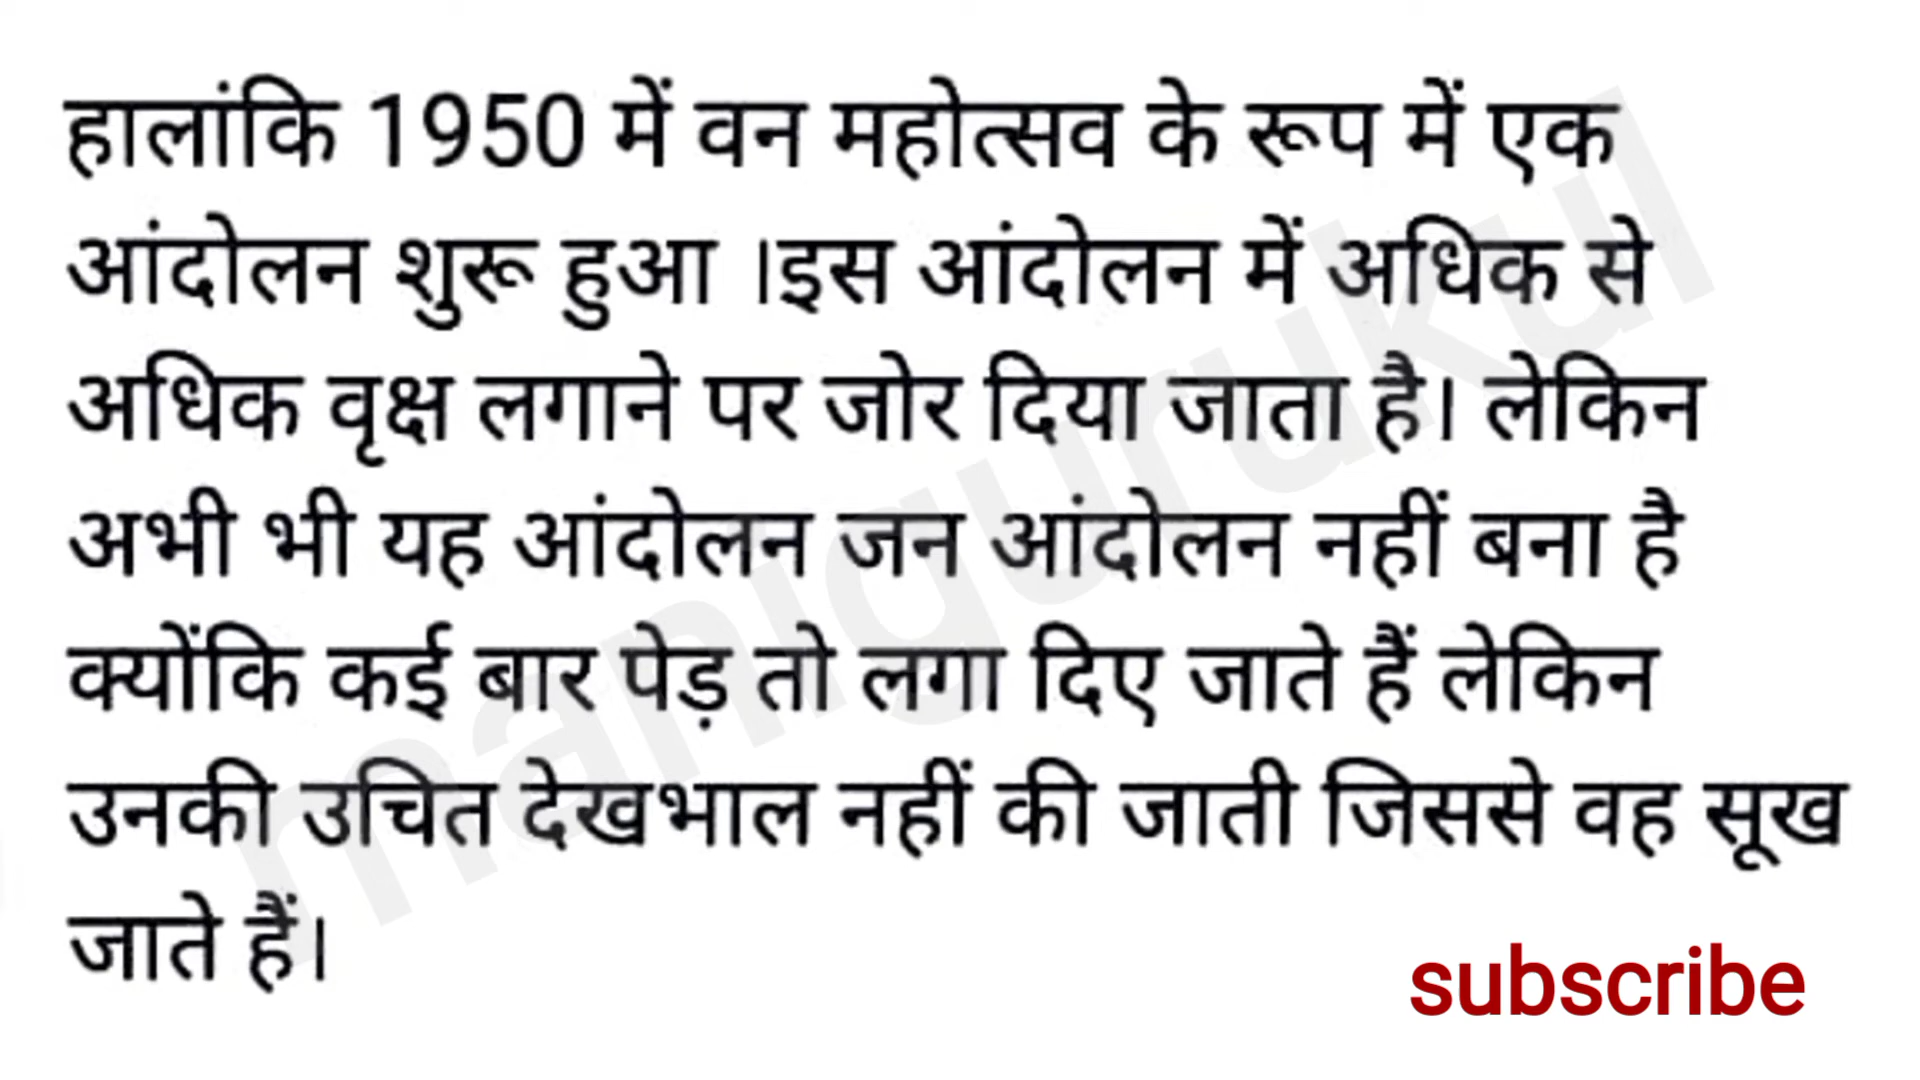 हालांकि 1950 में वन महोत्सव के रूप में एक
आंदोलन शुरू हुआ ।इस आंदोलन में अधिक से
अधिक वृक्ष लगाने पर जोर दिया जाता है। लेकिन
अभी भी यह आंदोलन जन आंदोलन नहीं बना है
क्योंकि कई बार पेड़ तो लगा दिए जाते हैं लेकिन
उनकी उचित देखभाल नहीं की जाती जिससे वह सूख
जाते हैं।
subscribe
manigurukul